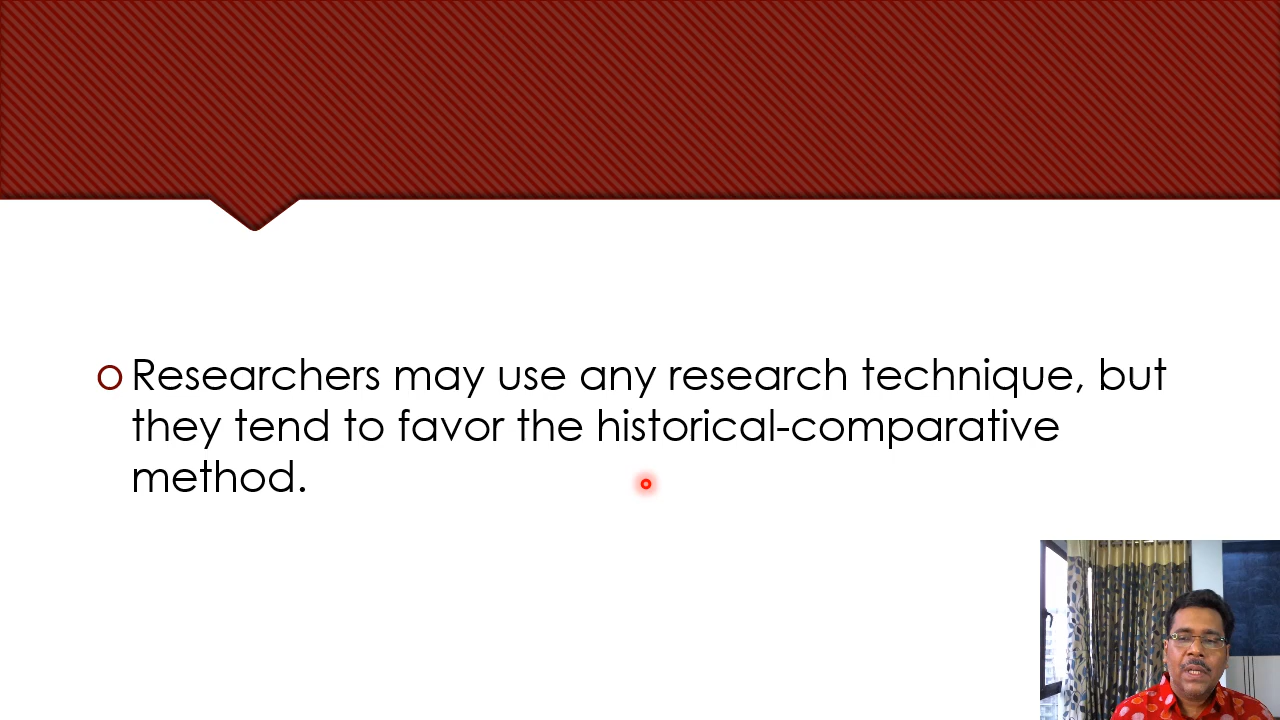 Researchers may use any research technique, but
they tend to favor the historical-comparative
method.